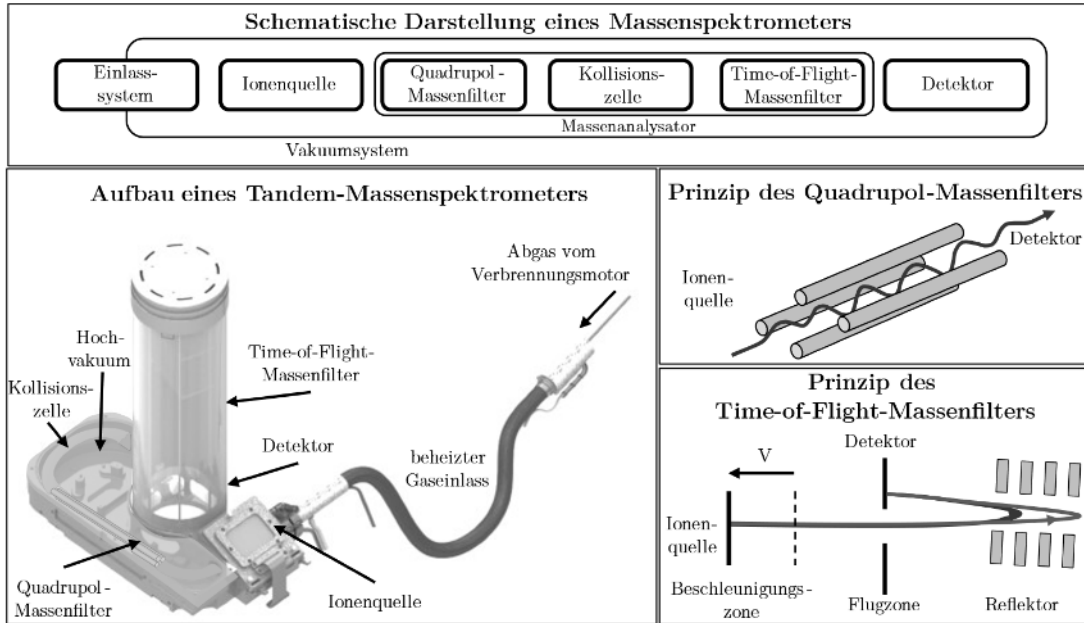 Schematische Darstellung eines Massenspektrometers
Einlass-
system
Ionenquelle
Quadrupol-
Massenfilter
Kollisions-
zelle
Time-of-Flight-
Massenfilter
Detektor
Massenanalysator
Vakuumsystem
Aufbau eines Tandem-Massenspektrometers
Abgas vom
Verbrennungsmotor
Hoch-
vakuum
Kollisions-
zelle
Time-of-Flight-
Massenfilter
Detektor
beheizter
Gaseinlass
Quadrupol-
Massenfilter
Ionenquelle
Prinzip des Quadrupol-Massenfilters
Detektor
Ionen-
quelle
Prinzip des
Time-of-Flight-Massenfilters
Detektor
V
Ionen-
quelle
Beschleunigungs-
zone
Flugzone
Reflektor